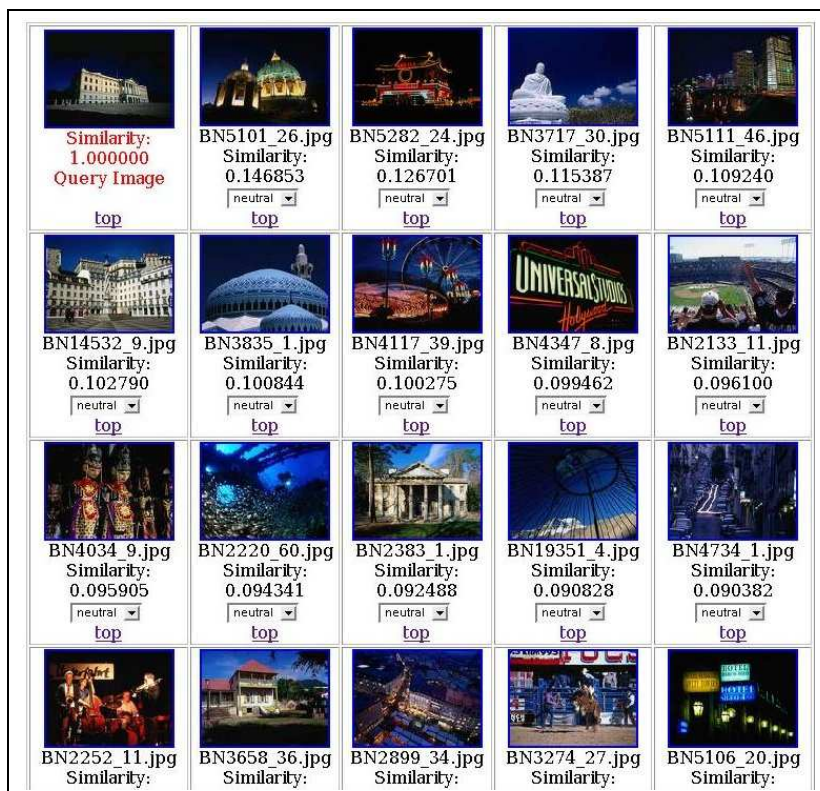 Similarity:
1.000000
Query Image
top
BN5101_26.jpg
Similarity:
0.146853
neutral
top
BN5282_24.jpg
Similarity:
0.126701
neutral
top
BN3717_30.jpg
Similarity:
0.115387
neutral
top
BN5111_46.jpg
Similarity:
0.109240
neutral
top
BN14532_9.jpg
Similarity:
0.102790
neutral
top
BN3835_1.jpg
Similarity:
0.100844
neutral
top
BN4117_39.jpg
Similarity:
0.100275
neutral
top
UNIVERSAL STUDIOS
Hollywood
BN4347_8.jpg
Similarity:
0.099462
neutral
top
BN2133_11.jpg
Similarity:
0.096100
neutral
top
BN4034_9.jpg
Similarity:
0.095905
neutral
top
BN2220_60.jpg
Similarity:
0.094341
neutral
top
BN2383_1.jpg
Similarity:
0.092488
neutral
top
BN19351_4.jpg
Similarity:
0.090828
neutral
top
BN4734_1.jpg
Similarity:
0.090382
neutral
top
BN2252_11.jpg
Similarity:
BN3658_36.jpg
Similarity:
BN2899_34.jpg
Similarity:
BN3274_27.jpg
Similarity:
HOTEL
HOTEL
BN5106_20.jpg
Similarity: